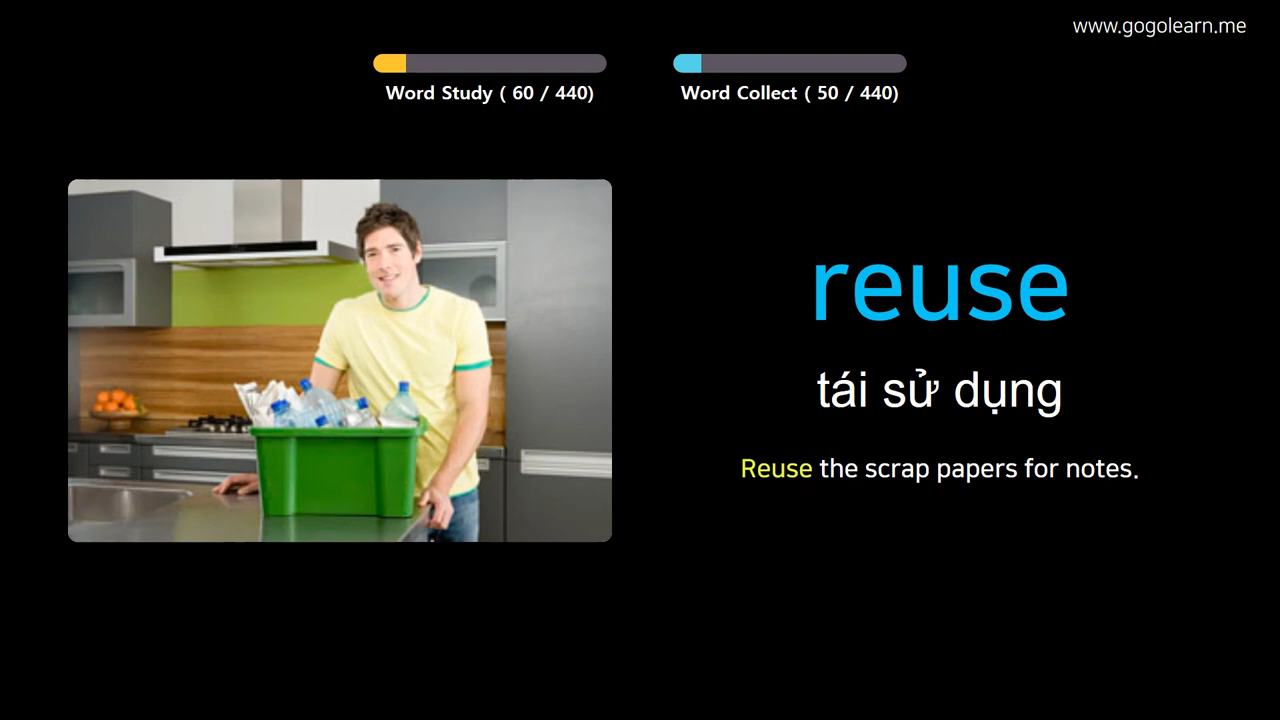 www.gogolearn.me
Word Study ( 60 / 440)
Word Collect ( 50 / 440)
reuse
tái sử dụng
Reuse the scrap papers for notes.